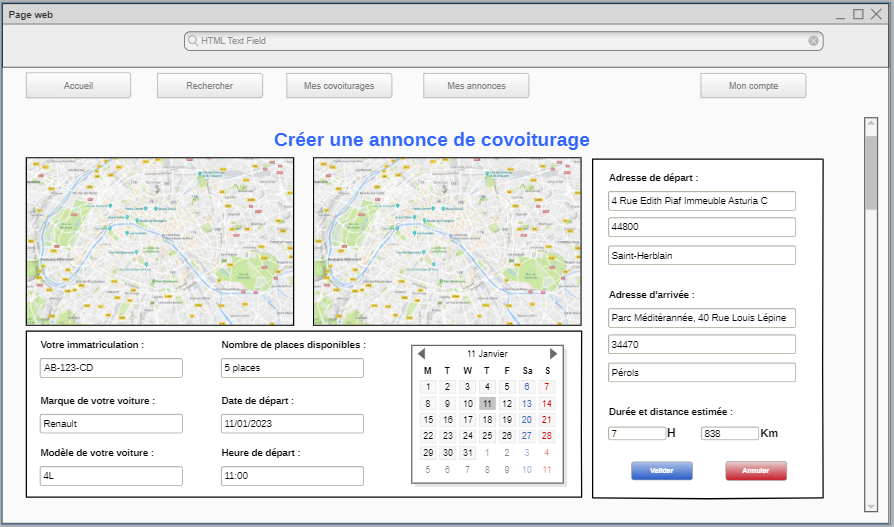 Page web
HTML Text Field
Accueil
Rechercher
Mes covoiturages
Mes annonces
Mon compte
Créer une annonce de covoiturage
Votre immatriculation :
AB-123-CD
Marque de votre voiture :
Renault
Modèle de votre voiture :
4L
Nombre de places disponibles :
5 places
Date de départ :
11/01/2023
Heure de départ :
11:00
11 Janvier
M T W T F Sa S
1 2 3 4 5 6 7
8 9 10 11 12 13 14
15 16 17 18 19 20 21
22 23 24 25 26 27 28
29 30 31 1 2 3 4
5 6 7 8 9 10 11
Adresse de départ :
4 Rue Edith Piaf Immeuble Asturia C
44800
Saint-Herblain
Adresse d'arrivée :
Parc Méditérannée, 40 Rue Louis Lépine
34470
Pérols
Durée et distance estimée :
7 H 838 Km
Valider Annuler